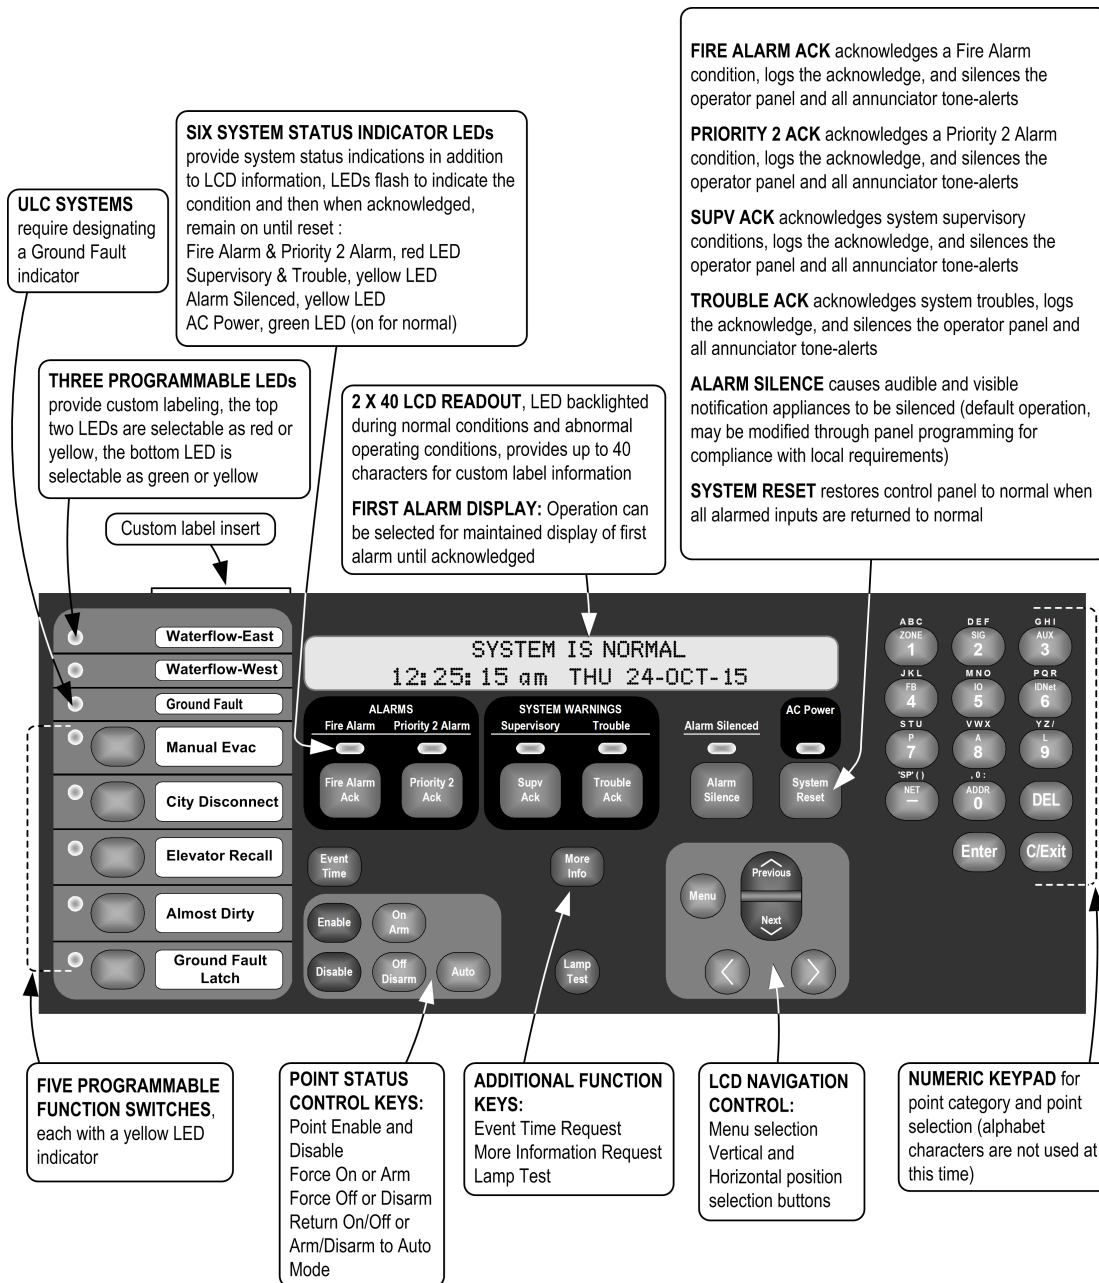 FIRE ALARM ACK acknowledges a Fire Alarm
condition, logs the acknowledge, and silences the
operator panel and all annunciator tone-alerts
PRIORITY 2 ACK acknowledges a Priority 2 Alarm
condition, logs the acknowledge, and silences the
operator panel and all annunciator tone-alerts
SUPV ACK acknowledges system supervisory
conditions, logs the acknowledge, and silences the
operator panel and all annunciator tone-alerts
TROUBLE ACK acknowledges system troubles, logs
the acknowledge, and silences the operator panel and
all annunciator tone-alerts
ALARM SILENCE causes audible and visible
notification appliances to be silenced (default operation,
may be modified through panel programming for
compliance with local requirements)
SYSTEM RESET restores control panel to normal when
all alarmed inputs are returned to normal
SIX SYSTEM STATUS INDICATOR LEDs
provide system status indications in addition
to LCD information, LEDs flash to indicate the
condition and then when acknowledged,
remain on until reset :
Fire Alarm & Priority 2 Alarm, red LED
Supervisory & Trouble, yellow LED
Alarm Silenced, yellow LED
AC Power, green LED (on for normal)
ULC SYSTEMS
require designating
a Ground Fault
indicator
THREE PROGRAMMABLE LEDs
provide custom labeling, the top
two LEDs are selectable as red or
yellow, the bottom LED is
selectable as green or yellow
2 X 40 LCD READOUT, LED backlighted
during normal conditions and abnormal
operating conditions, provides up to 40
characters for custom label information
FIRST ALARM DISPLAY: Operation can
be selected for maintained display of first
alarm until acknowledged
Custom label insert
Waterflow-East
Waterflow-West
Ground Fault
Manual Evac
City Disconnect
Elevator Recall
Almost Dirty
Ground Fault
Latch
SYSTEM IS NORMAL
12:25:15 am THU 24-OCT-15
ALARMS
Fire Alarm Priority 2 Alarm
SYSTEM WARNINGS
Supervisory Trouble
Alarm Silenced
AC Power
Fire Alarm
Ack
Priority 2
Ack
Supv
Ack
Trouble
Ack
Alarm
Silence
System
Reset
Event
Time
More
Info
Enable
On
Arm
Disable
Off
Disarm
Auto
Lamp
Test
Menu
Previous
Next
A B C
ZONE
1
D E F
SIG
2
G H I
AUX
3
J K L
FB
4
M N O
IO
5
P Q R
IDNet
6
S T U
P
7
V W X
A
8
Y Z /
L
9
'SP' ( )
NET
—
, 0 :
ADDR
0
DEL
Enter
C/Exit
FIVE PROGRAMMABLE
FUNCTION SWITCHES,
each with a yellow LED
indicator
POINT STATUS
CONTROL KEYS:
Point Enable and
Disable
Force On or Arm
Force Off or Disarm
Return On/Off or
Arm/Disarm to Auto
Mode
ADDITIONAL FUNCTION
KEYS:
Event Time Request
More Information Request
Lamp Test
LCD NAVIGATION
CONTROL:
Menu selection
Vertical and
Horizontal position
selection buttons
NUMERIC KEYPAD for
point category and point
selection (alphabet
characters are not used at
this time)